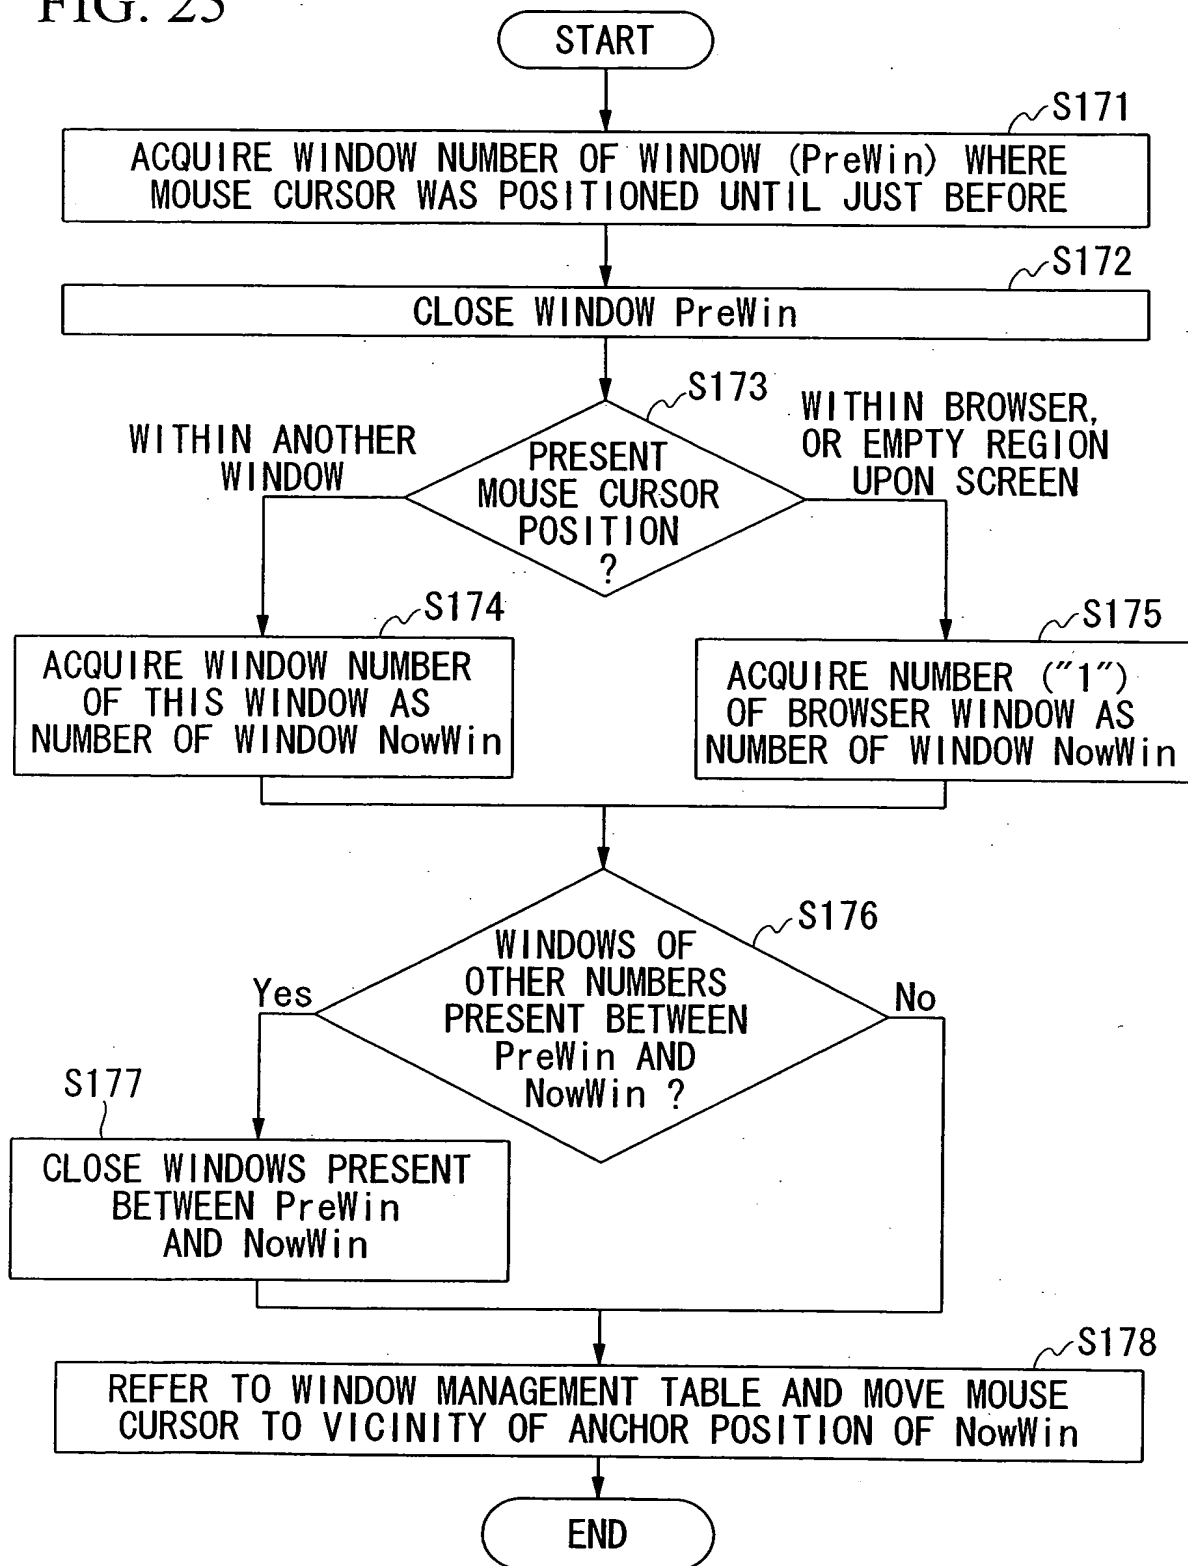 FIG. 25
START
S171
ACQUIRE WINDOW NUMBER OF WINDOW (PreWin) WHERE
MOUSE CURSOR WAS POSITIONED UNTIL JUST BEFORE
S172
CLOSE WINDOW PreWin
S173
WITHIN ANOTHER
WINDOW
PRESENT
MOUSE CURSOR
POSITION
?
WITHIN BROWSER,
OR EMPTY REGION
UPON SCREEN
S174
ACQUIRE WINDOW NUMBER
OF THIS WINDOW AS
NUMBER OF WINDOW NowWin
S175
ACQUIRE NUMBER ("1")
OF BROWSER WINDOW AS
NUMBER OF WINDOW NowWin
S176
WINDOWS OF
OTHER NUMBERS
PRESENT BETWEEN
PreWin AND
NowWin ?
Yes
No
S177
CLOSE WINDOWS PRESENT
BETWEEN PreWin
AND NowWin
S178
REFER TO WINDOW MANAGEMENT TABLE AND MOVE MOUSE
CURSOR TO VICINITY OF ANCHOR POSITION OF NowWin
END